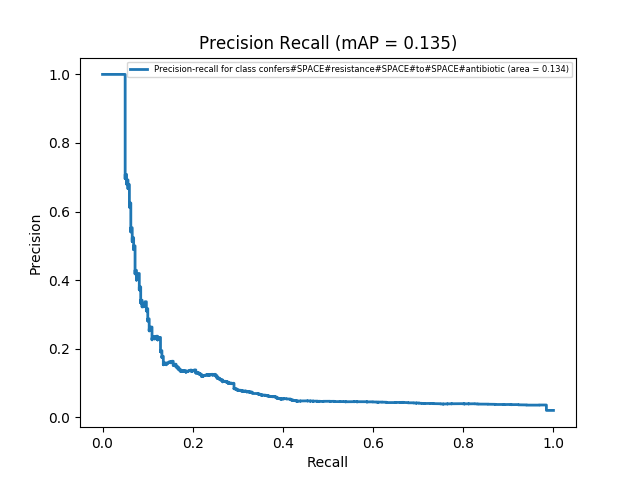 Precision Recall (mAP = 0.135)
Precision-recall for class confers#SPACE#resistance#SPACE#to#SPACE#antibiotic (area = 0.134)
1.0
0.8
0.6
0.4
0.2
0.0
Precision
0.0 0.2 0.4 0.6 0.8 1.0
Recall